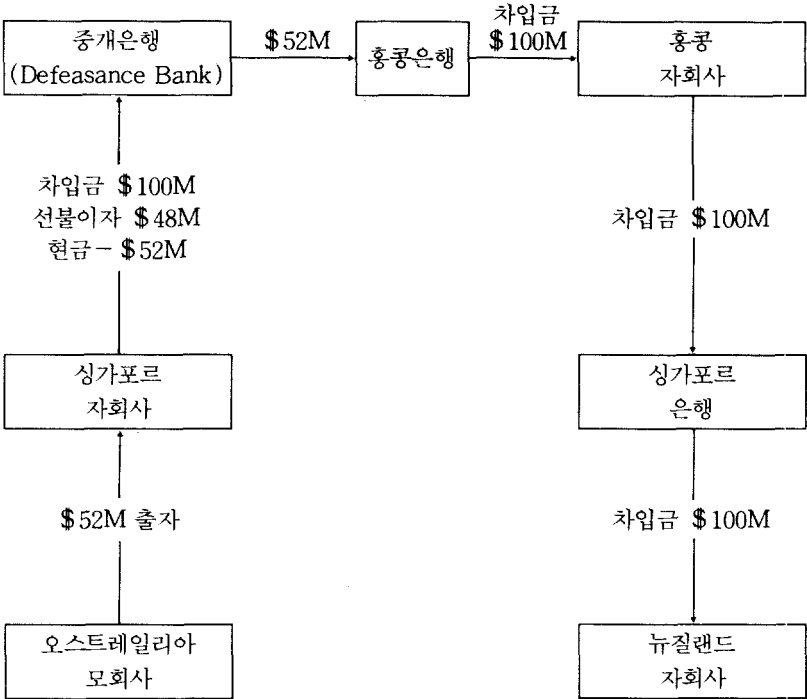 중개은행
(Defeasance Bank)
$52M
홍콩은행
차입금
$100M
홍콩
자회사
차입금 $100M
선불이자 $48M
현금－$52M
차입금 $100M
싱가포르
자회사
싱가포르
은행
$52M 출자
차입금 $100M
오스트레일리아
모회사
뉴질랜드
자회사